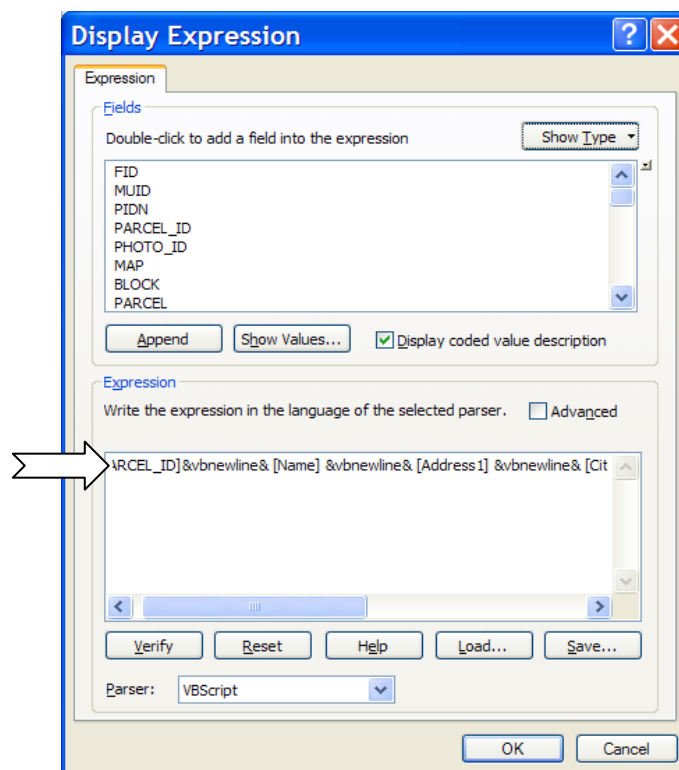 Display Expression
Expression
Fields
Double-click to add a field into the expression
Show Type
FID
MUID
PIDN
PARCEL_ID
PHOTO_ID
MAP
BLOCK
PARCEL
Append
Show Values...
Display coded value description
Expression
Write the expression in the language of the selected parser.
Advanced
ARCEL_ID]&vbnewline& [Name] &vbnewline& [Address1] &vbnewline& [Cit
Verify
Reset
Help
Load...
Save...
Parser:
VBScript
OK
Cancel